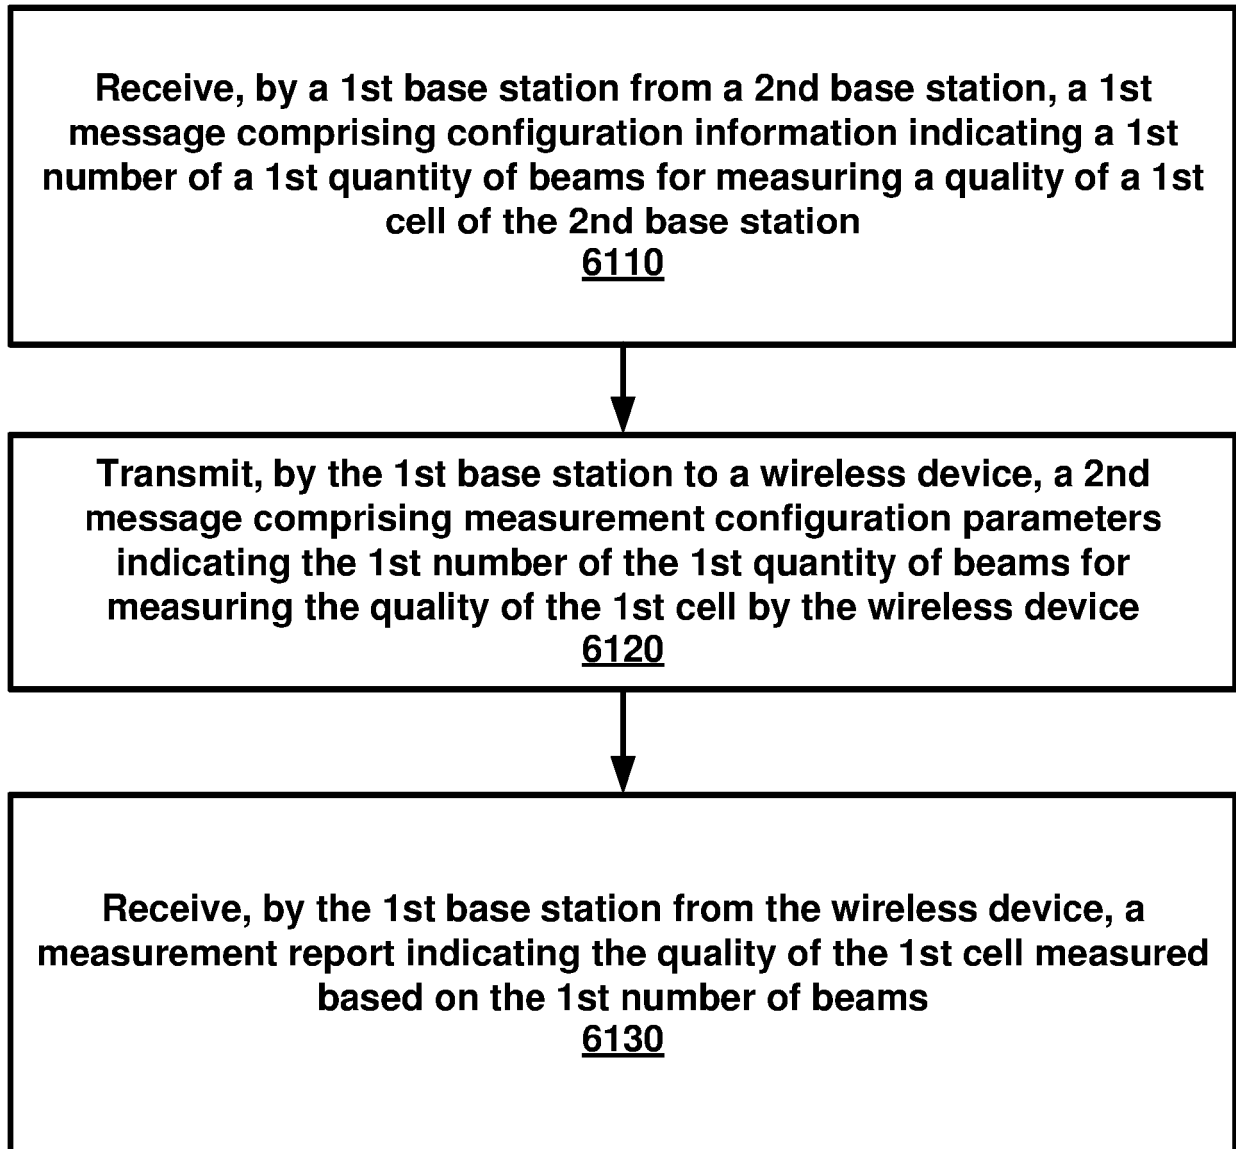 Receive, by a 1st base station from a 2nd base station, a 1st
message comprising configuration information indicating a 1st
number of a 1st quantity of beams for measuring a quality of a 1st
cell of the 2nd base station
6110
Transmit, by the 1st base station to a wireless device, a 2nd
message comprising measurement configuration parameters
indicating the 1st number of the 1st quantity of beams for
measuring the quality of the 1st cell by the wireless device
6120
Receive, by the 1st base station from the wireless device, a
measurement report indicating the quality of the 1st cell measured
based on the 1st number of beams
6130